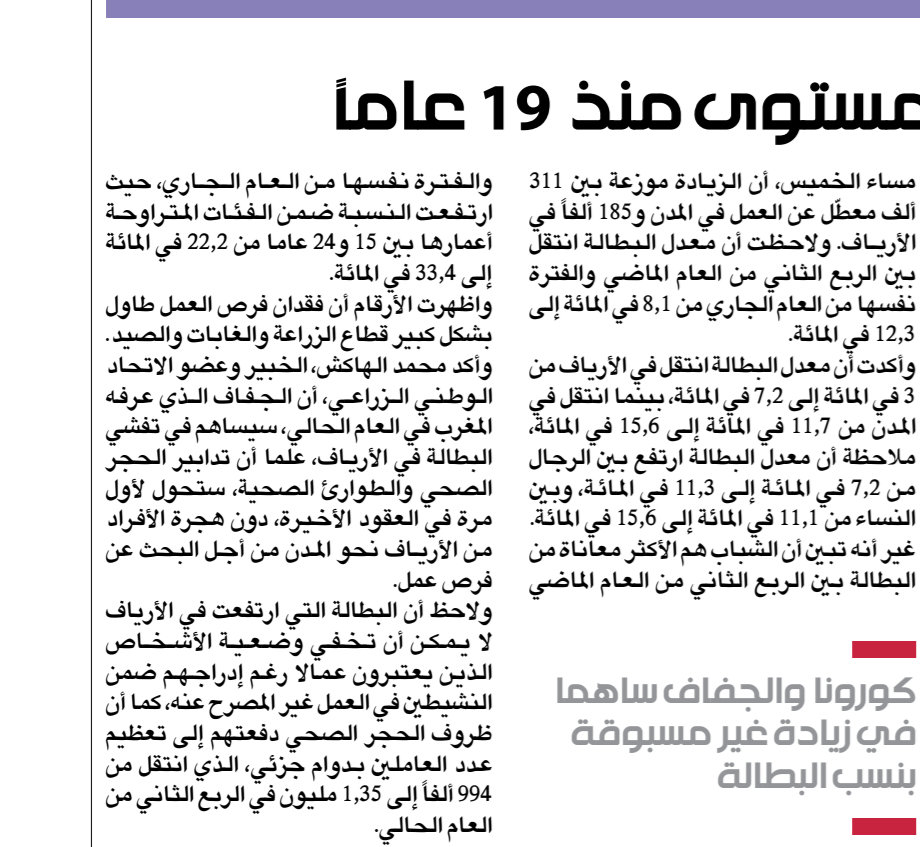 مستوى منذ 19 عاماً
مساء الخميس، أن الزيادة موزعة بين 311
ألف معطّل عن العمل في المدن و185 ألفاً في
الأرياف. ولاحظت أن معدل البطالة انتقل
بين الربع الثاني من العام الماضي والفترة
نفسها من العام الجاري من 8,1 في المائة إلى
12,3 في المائة.
وأكدت أن معدل البطالة انتقل في الأرياف من
3 في المائة إلى 7,2 في المائة، بينما انتقل في
المدن من 11,7 في المائة إلى 15,6 في المائة،
ملاحظة أن معدل البطالة ارتفع بين الرجال
من 7,2 في المائة إلى 11,3 في المائة، وبين
النساء من 11,1 في المائة إلى 15,6 في المائة.
غير أنه تبين أن الشباب هم الأكثر معاناة من
البطالة بين الربع الثاني من العام الماضي
كورونا والجفاف ساهما
في زيادة غير مسبوقة
بنسب البطالة
والفترة نفسها من العام الجاري، حيث
ارتفعت النسبة ضمن الفئات المتراوحة
أعمارها بين 15 و24 عاما من 22,2 في المائة
إلى 33,4 في المائة.
واظهرت الأرقام أن فقدان فرص العمل طاول
بشكل كبير قطاع الزراعة والغابات والصيد.
وأكد محمد الهاكش، الخبير وعضو الاتحاد
الوطني الزراعي، أن الجفاف الذي عرفه
المغرب في العام الحالي، سيساهم في تفشي
البطالة في الأرياف، علما أن تدابير الحجر
الصحي والطوارئ الصحية، ستحول لأول
مرة في العقود الأخيرة، دون هجرة الأفراد
من الأرياف نحو المدن من أجل البحث عن
فرص عمل.
ولاحظ أن البطالة التي ارتفعت في الأرياف
لا يمكن أن تخفي وضعية الأشخاص
الذين يعتبرون عمالا رغم إدراجهم ضمن
النشيطين في العمل غير المصرح عنه، كما أن
ظروف الحجر الصحي دفعتهم إلى تعظيم
عدد العاملين بدوام جزئي، الذي انتقل من
994 ألفاً إلى 1,35 مليون في الربع الثاني من
العام الحالي.